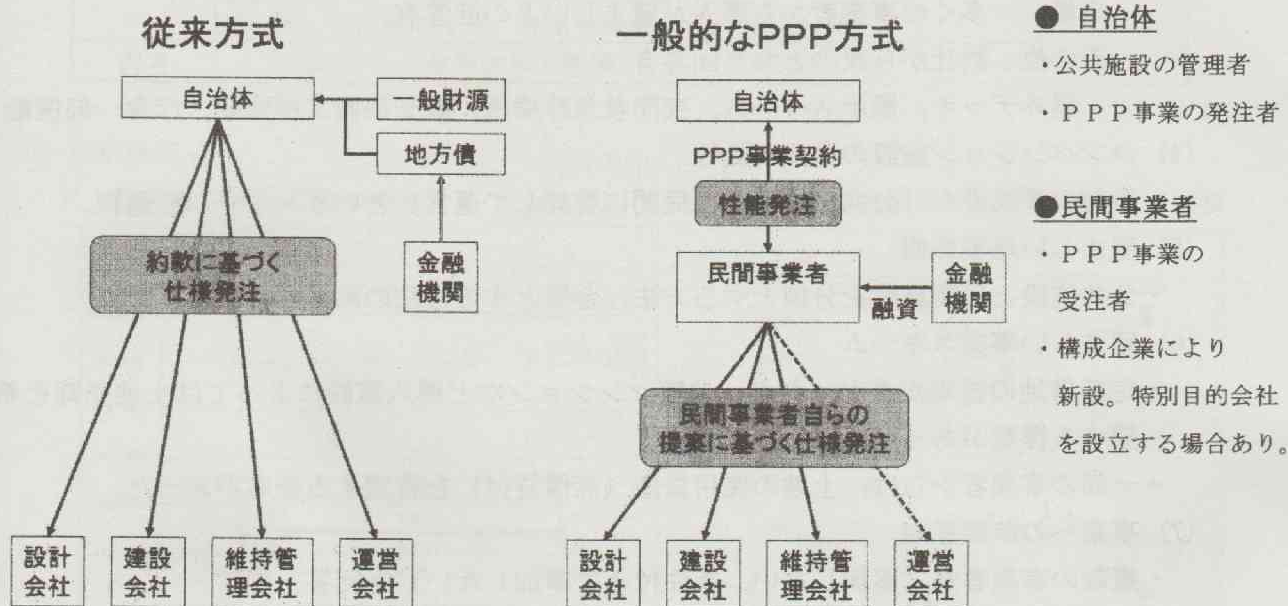 従来方式
自治体
一般財源
地方債
金融
機関
約款に基づく
仕様発注
設計
会社
建設
会社
維持管
理会社
運営
会社
一般的なPPP方式
自治体
PPP事業契約
性能発注
民間事業者
融資
金融
機関
民間事業者自らの
提案に基づく仕様発注
設計
会社
建設
会社
維持管
理会社
運営
会社
● 自治体
・公共施設の管理者
・ＰＰＰ事業の発注者
●民間事業者
・ＰＰＰ事業の
受注者
・構成企業により
新設。特別目的会社
を設立する場合あり。